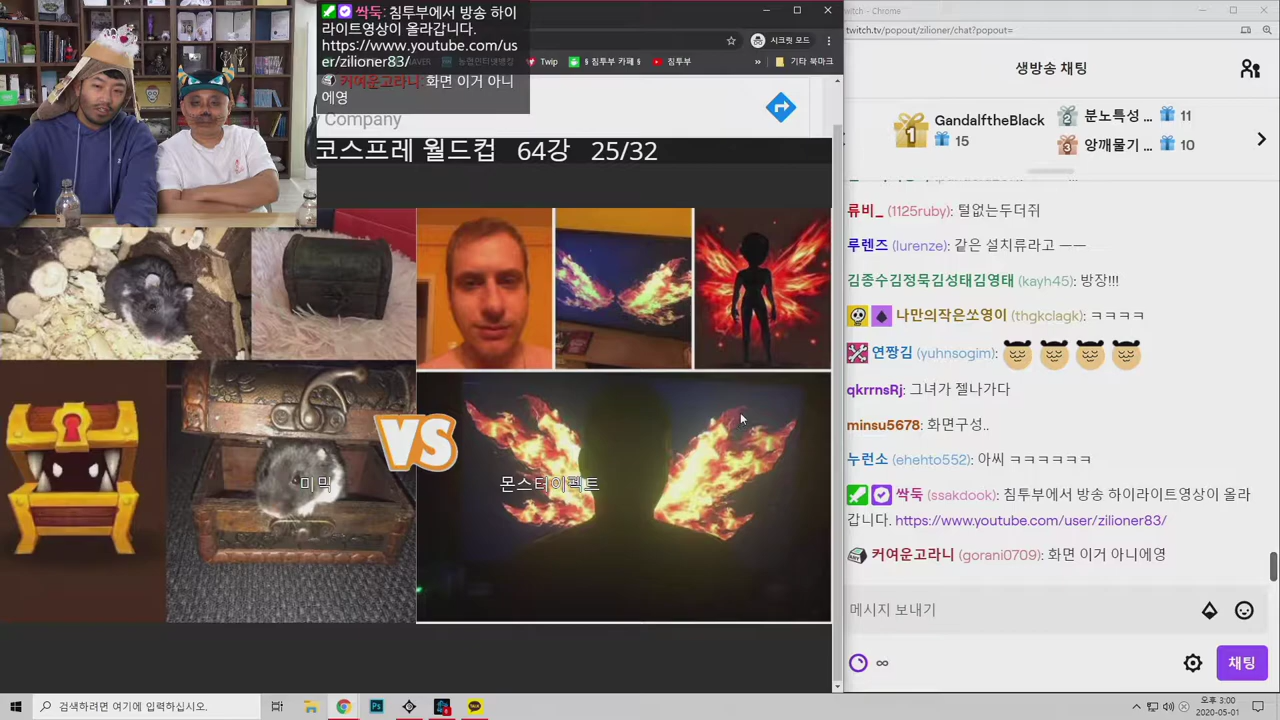 싹둑: 침투부에서 방송 하이
라이트영상이 올라갑니다.
https://www.youtube.com/us
er/zilioner83/
커여운고라니: 화면 이거 아니
에영
시크릿 모드
농협인터넷뱅킹
Twip
침투부 카페
침투부
»
기타 북마크
Company
코스프레 월드컵 64강 25/32
미믹
VS
몬스터이펙트
- Chrome
twitch.tv/popout/zilioner/chat?popout=
생방송 채팅
1 GandalftheBlack
15
2 분노특성 ... 11
3 앙깨물기 ... 10
류비_ (1125ruby): 털없는두더쥐
루렌즈 (lurenze): 같은 설치류라고 ㅡㅡ
김종수김정묵김성태김영태 (kayh45): 방장!!!
나만의작은쏘영이 (thgkclagk): ㅋㅋㅋㅋ
연짱김 (yuhnsogim):
qkrrnsRj: 그녀가 젤나가다
minsu5678: 화면구성..
누런소 (ehehto552): 아씨 ㅋㅋㅋㅋㅋㅋ
싹둑 (ssakdook): 침투부에서 방송 하이라이트영상이 올라
갑니다. https://www.youtube.com/user/zilioner83/
커여운고라니 (gorani0709): 화면 이거 아니에영
메시지 보내기
∞
채팅
검색하려면 여기에 입력하십시오.
Ps
TALK
오후 3:00
2020-05-01